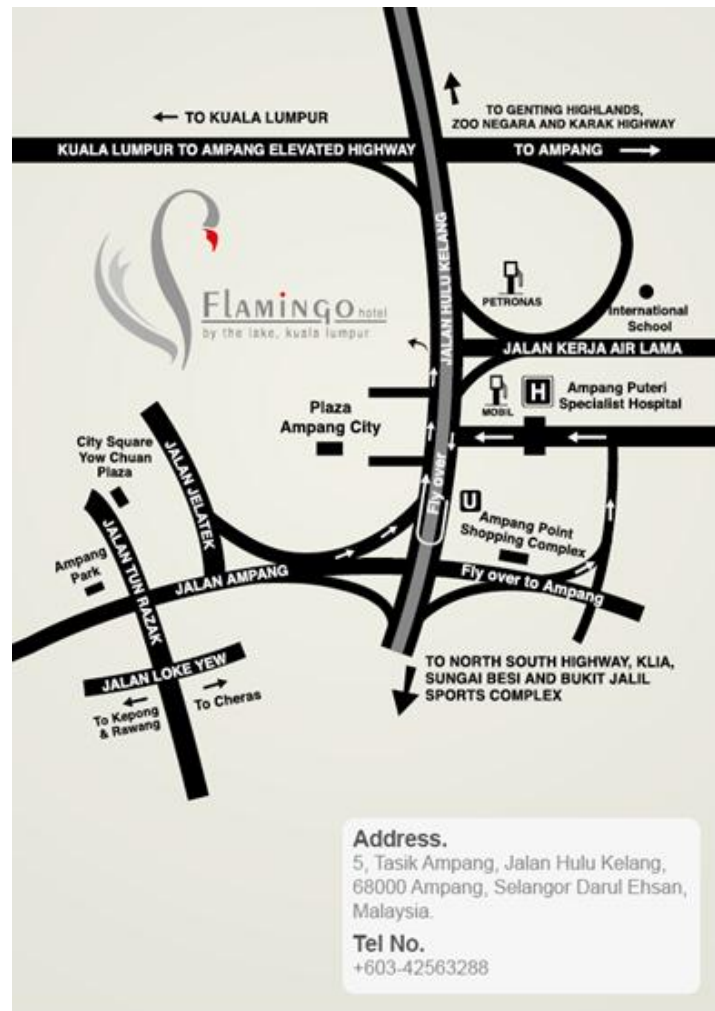 TO KUALA LUMPUR
TO GENTING HIGHLANDS,
ZOO NEGARA AND KARAK HIGHWAY
KUALA LUMPUR TO AMPANG ELEVATED HIGHWAY
TO AMPANG
JALAN HULU KELANG
FLAMINGO hotel
by the lake, kuala lumpur
PETRONAS
International
School
JALAN KERJA AIR LAMA
MOBIL
H
Ampang Puteri
Specialist Hospital
Plaza
Ampang City
City Square
Yow Chuan
Plaza
JALAN JELATEK
Fly over
U
Ampang Point
Shopping Complex
Ampang
Park
JALAN TUN RAZAK
JALAN AMPANG
Fly over to Ampang
JALAN LOKE YEW
To Kepong
& Rawang
To Cheras
TO NORTH SOUTH HIGHWAY, KLIA,
SUNGAI BESI AND BUKIT JALIL
SPORTS COMPLEX
Address.
5, Tasik Ampang, Jalan Hulu Kelang,
68000 Ampang, Selangor Darul Ehsan,
Malaysia.
Tel No.
+603-42563288